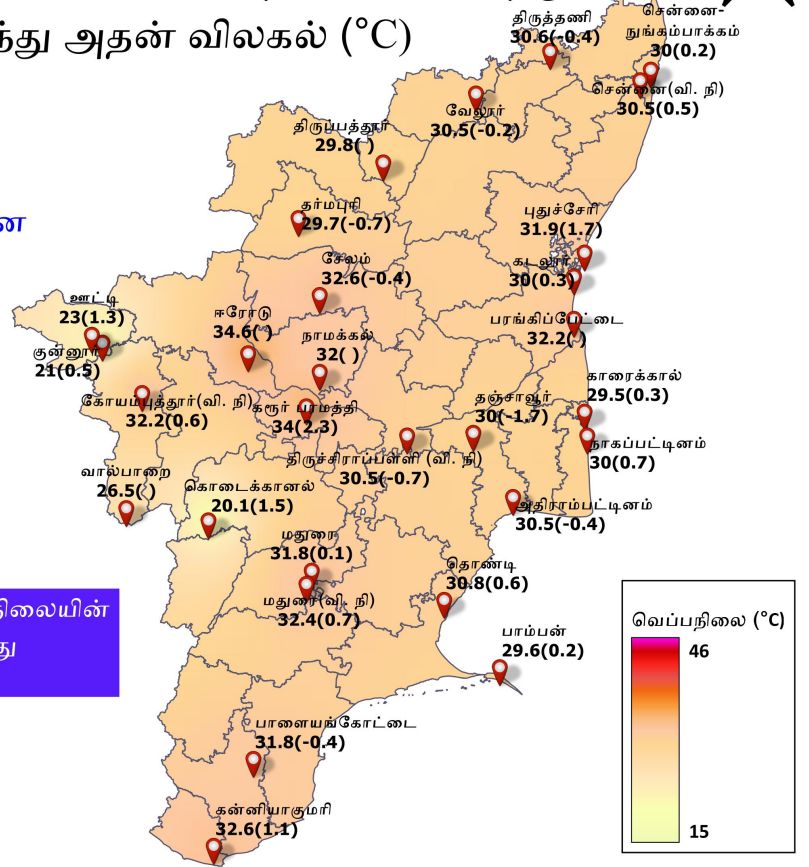 ந்து அதன் விலகல் (°C)
திருத்தணி
30.6(-0.4)
சென்னை-
நுங்கம்பாக்கம்
30(0.2)
சென்னை(வி. நி)
30.5(0.5)
வேலூர்
30.5(-0.2)
திருப்பத்தூர்
29.8( )
தர்மபுரி
29.7(-0.7)
ன
புதுச்சேரி
31.9(1.7)
சேலம்
32.6(-0.4)
கடலூர்
30(0.3)
ஊட்டி
23(1.3)
ஈரோடு
34.6( )
நாமக்கல்
32( )
பரங்கிப்பேட்டை
32.2( )
குன்னூர்
21(0.5)
கோயம்புத்தூர்(வி. நி)
32.2(0.6)
கரூர் பரமத்தி
34(2.3)
தஞ்சாவூர்
30(-1.7)
காரைக்கால்
29.5(0.3)
நாகப்பட்டினம்
30(0.7)
திருச்சிராப்பள்ளி (வி. நி)
30.5(-0.7)
வால்பாறை
26.5( )
கொடைக்கானல்
20.1(1.5)
அதிராம்பட்டினம்
30.5(-0.4)
மதுரை
31.8(0.1)
மதுரை(வி. நி)
32.4(0.7)
தொண்டி
30.8(0.6)
பாம்பன்
29.6(0.2)
நிலையின்
து
பாளையங்கோட்டை
31.8(-0.4)
கன்னியாகுமரி
32.6(1.1)
வெப்பநிலை (°C)
46
15